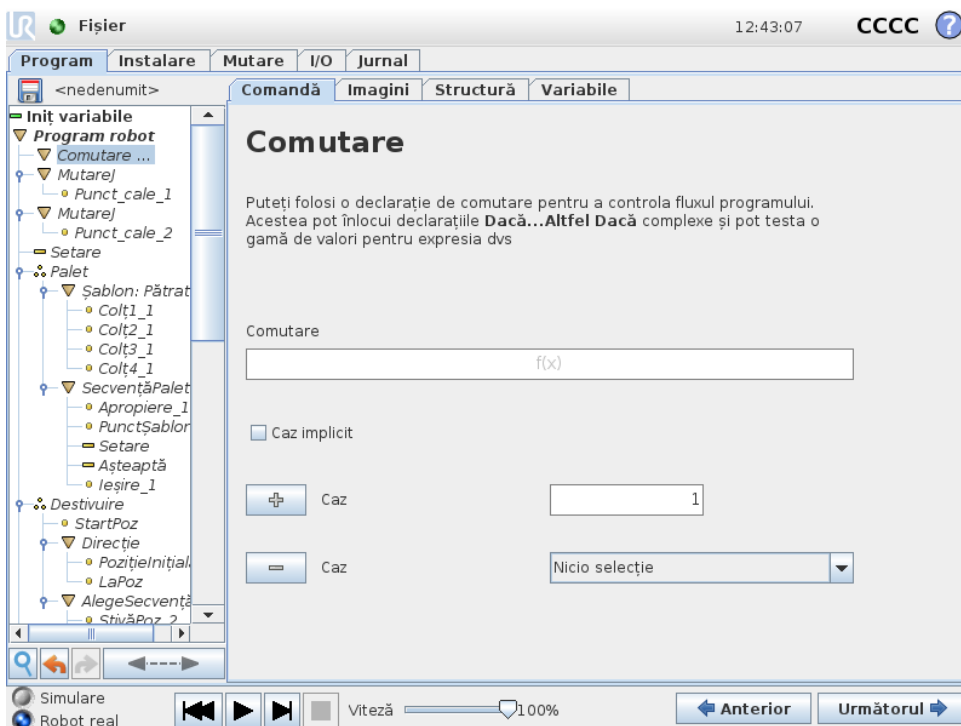 Fișier
12:43:07
CCCC
?
Program
Instalare
Mutare
I/O
Jurnal
<nedenumit>
Comandă
Imagini
Structură
Variabile
Iniț variabile
Program robot
Comutare ...
MutareJ
Punct_cale_1
MutareJ
Punct_cale_2
Setare
Palet
Șablon: Pătrat
Colț1_1
Colț2_1
Colț3_1
Colț4_1
SecvențăPalet
Apropiere_1
PunctȘablon
Setare
Așteaptă
Ieșire_1
Destivuire
StartPoz
Direcție
PozițieInițial
LaPoz
AlegeSecvență
StivăPoz_2
Comutare
Puteți folosi o declarație de comutare pentru a controla fluxul programului.
Acestea pot înlocui declarațiile Dacă...Altfel Dacă complexe și pot testa o
gamă de valori pentru expresia dvs
Comutare
f(x)
Caz implicit
Caz
1
Caz
Nicio selecție
Simulare
Robot real
Viteză
100%
Anterior
Următorul